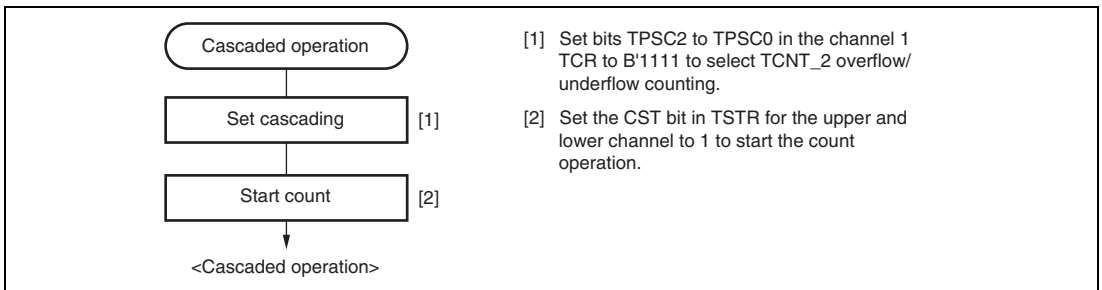 Cascaded operation
Set cascading [1]
Start count [2]
<Cascaded operation>
[1] Set bits TPSC2 to TPSC0 in the channel 1
TCR to B'1111 to select TCNT_2 overflow/
underflow counting.
[2] Set the CST bit in TSTR for the upper and
lower channel to 1 to start the count
operation.